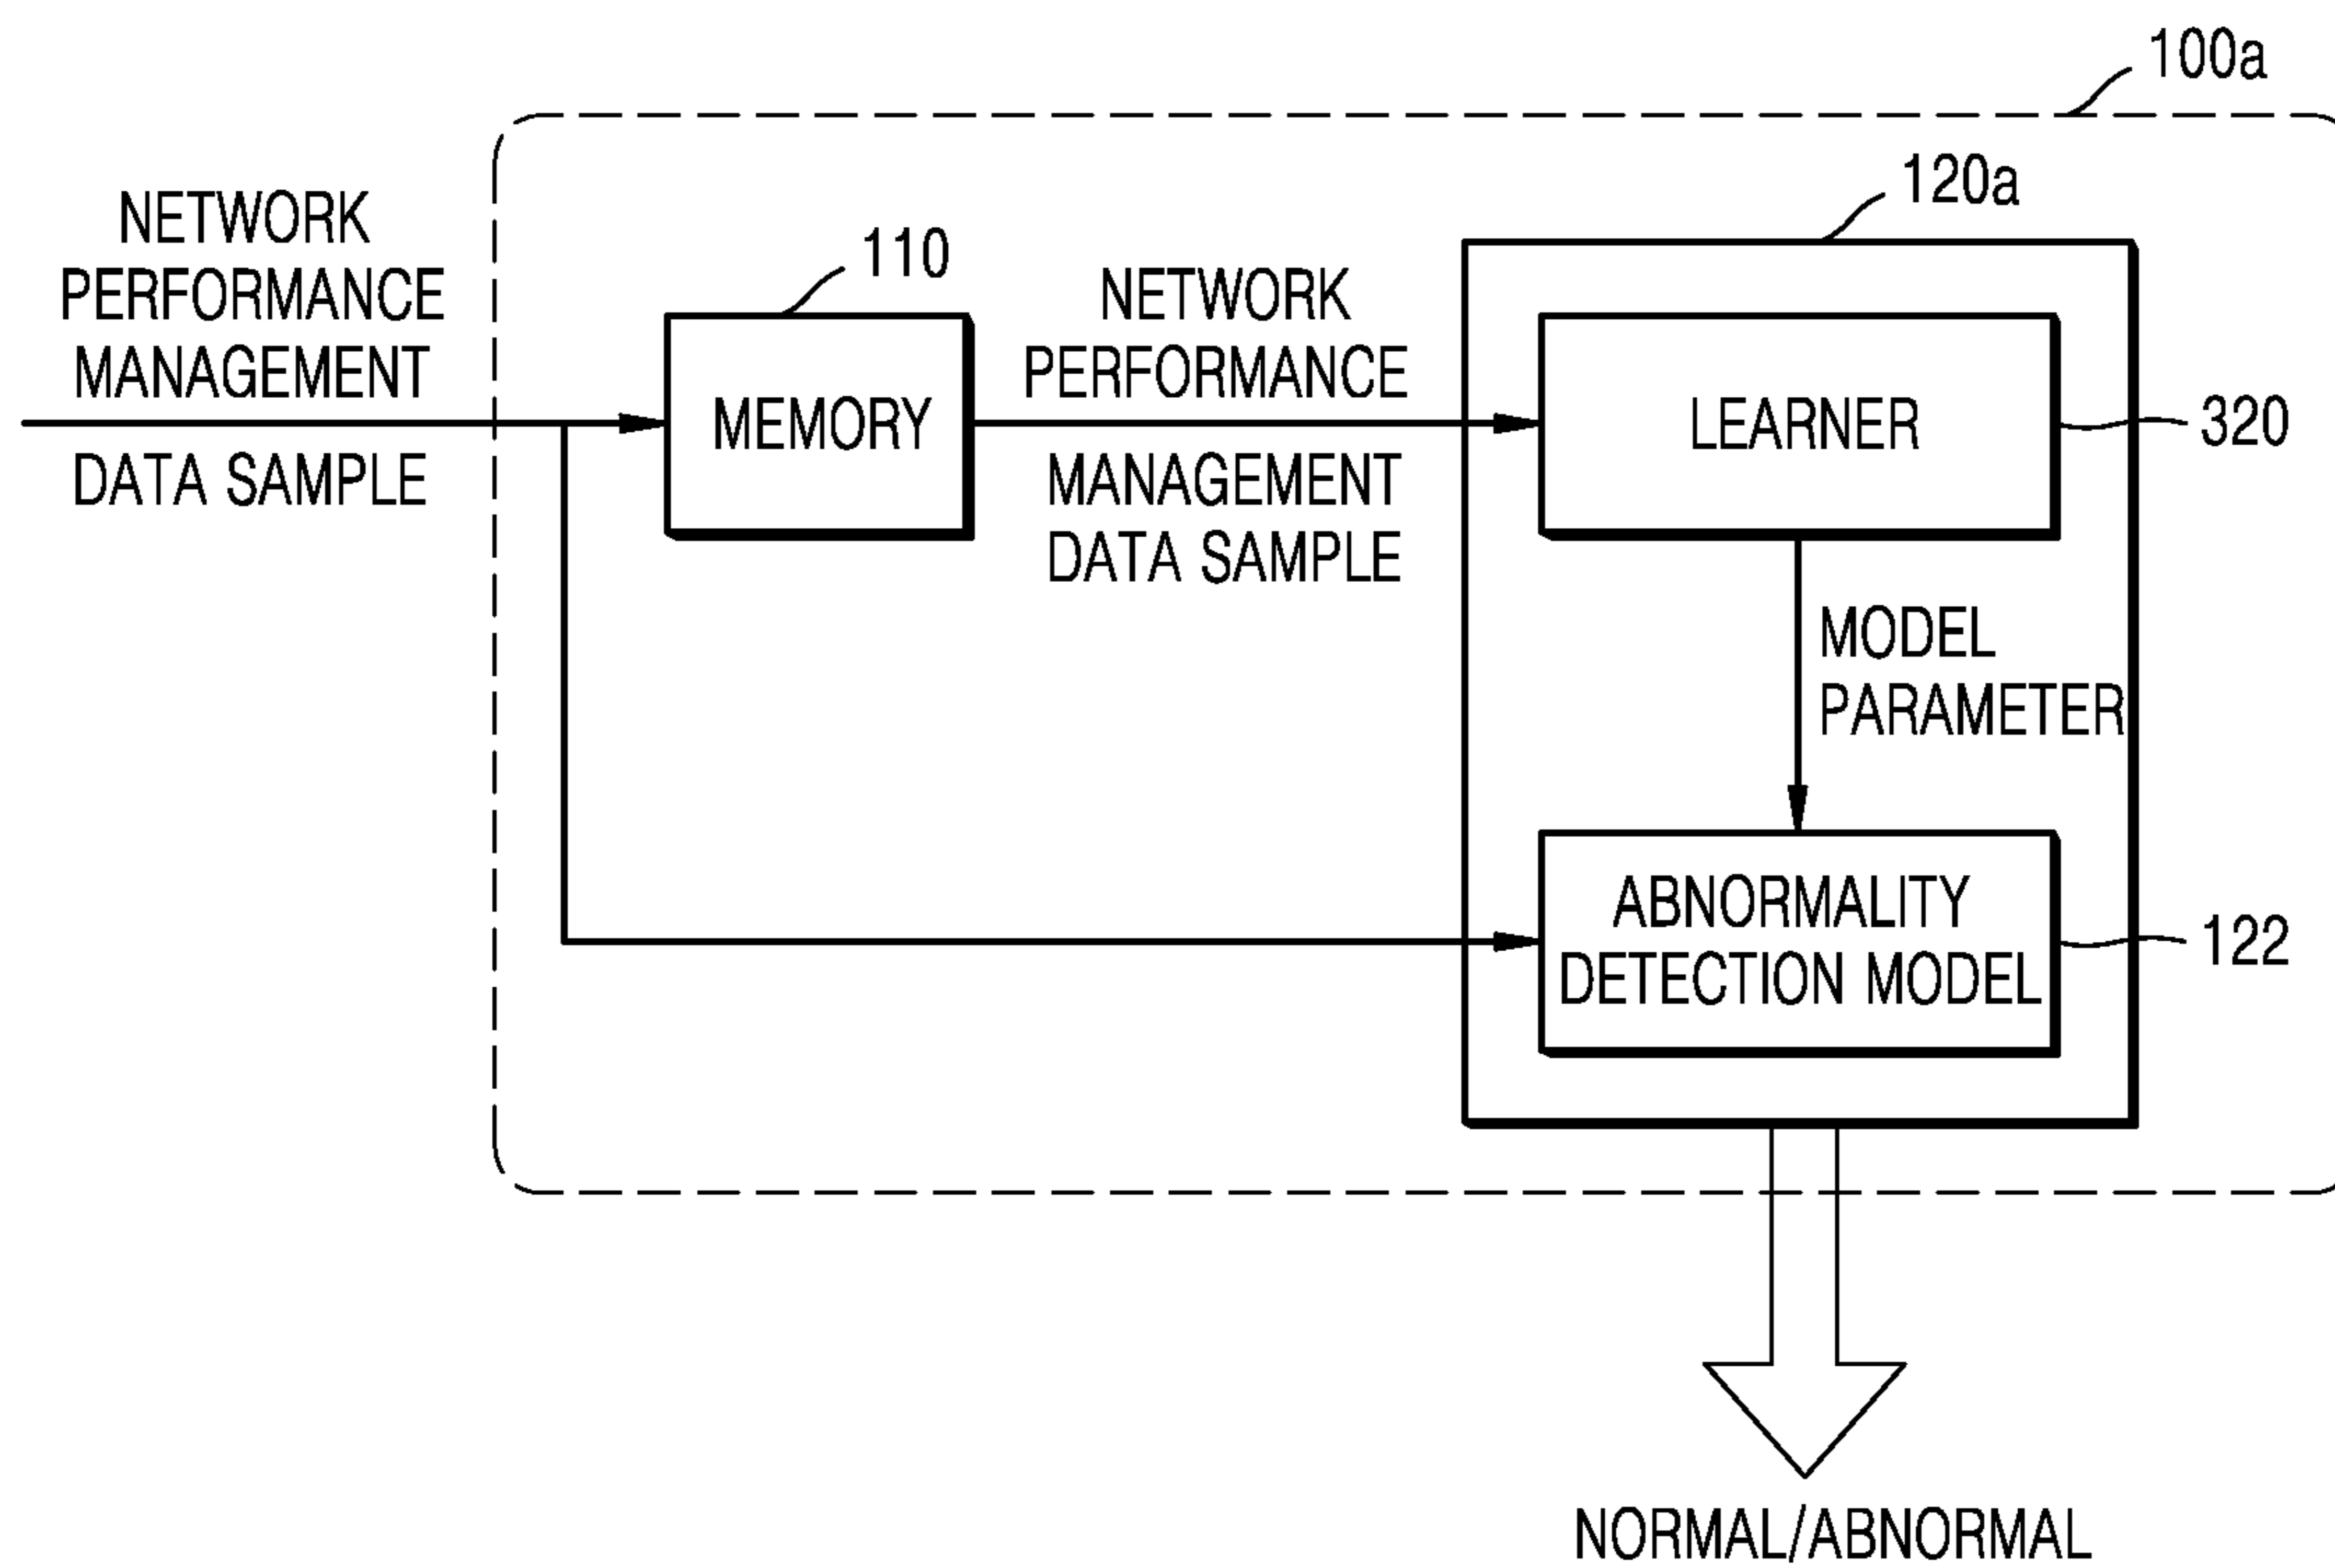 100a
120a
NETWORK
PERFORMANCE
MANAGEMENT
DATA SAMPLE
110
MEMORY
NETWORK
PERFORMANCE
MANAGEMENT
DATA SAMPLE
LEARNER
320
MODEL
PARAMETER
ABNORMALITY
DETECTION MODEL
122
NORMAL/ABNORMAL